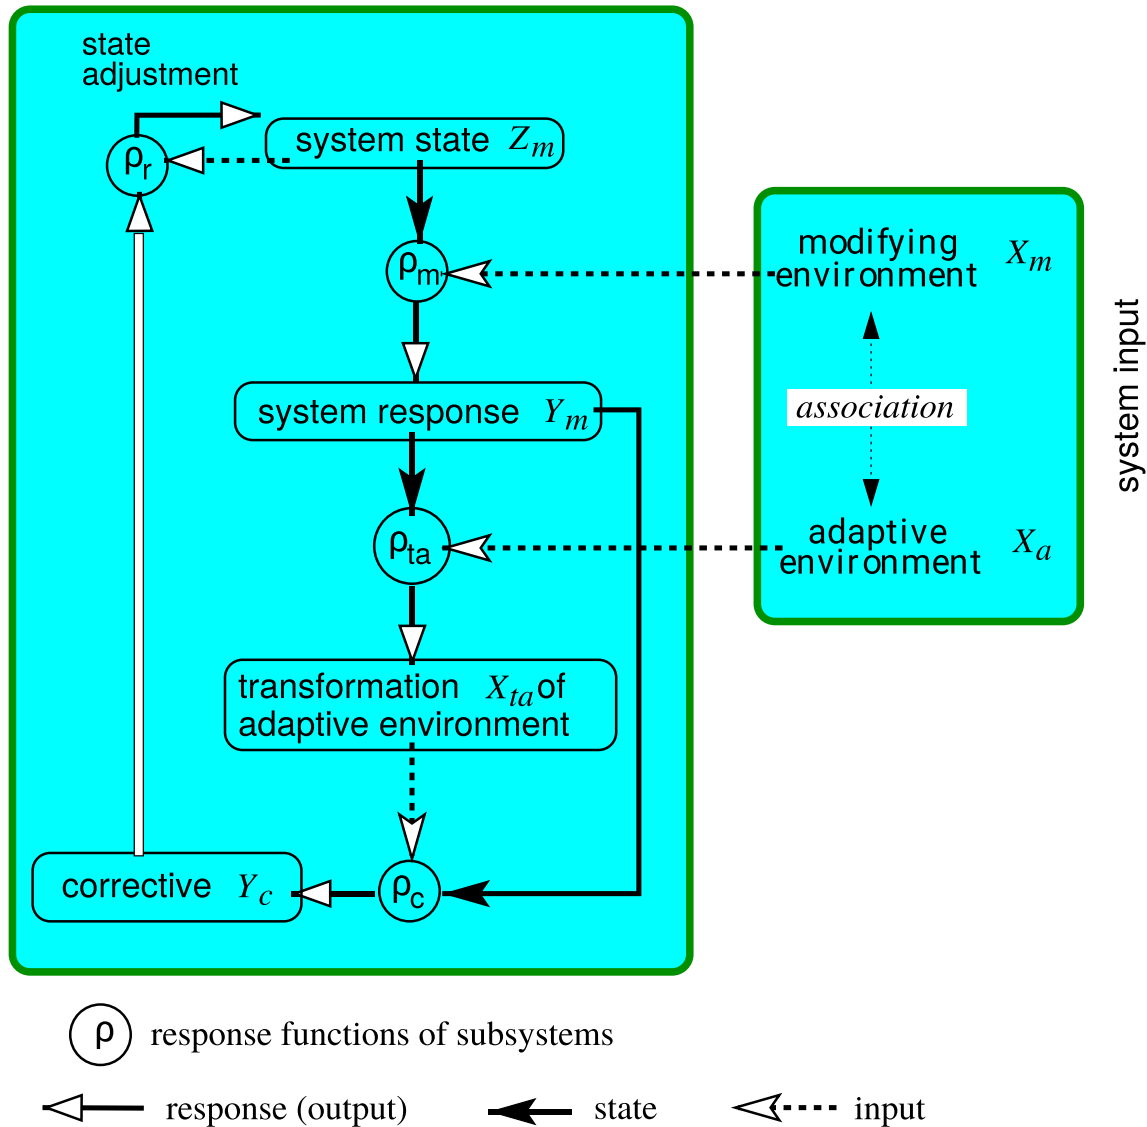 state
adjustment
system state Zm
ρr
ρm
modifying
environment Xm
system response Ym
association
system input
ρta
adaptive
environment Xa
transformation Xta of
adaptive environment
corrective Yc
ρc
ρ response functions of subsystems
response (output)
state
input